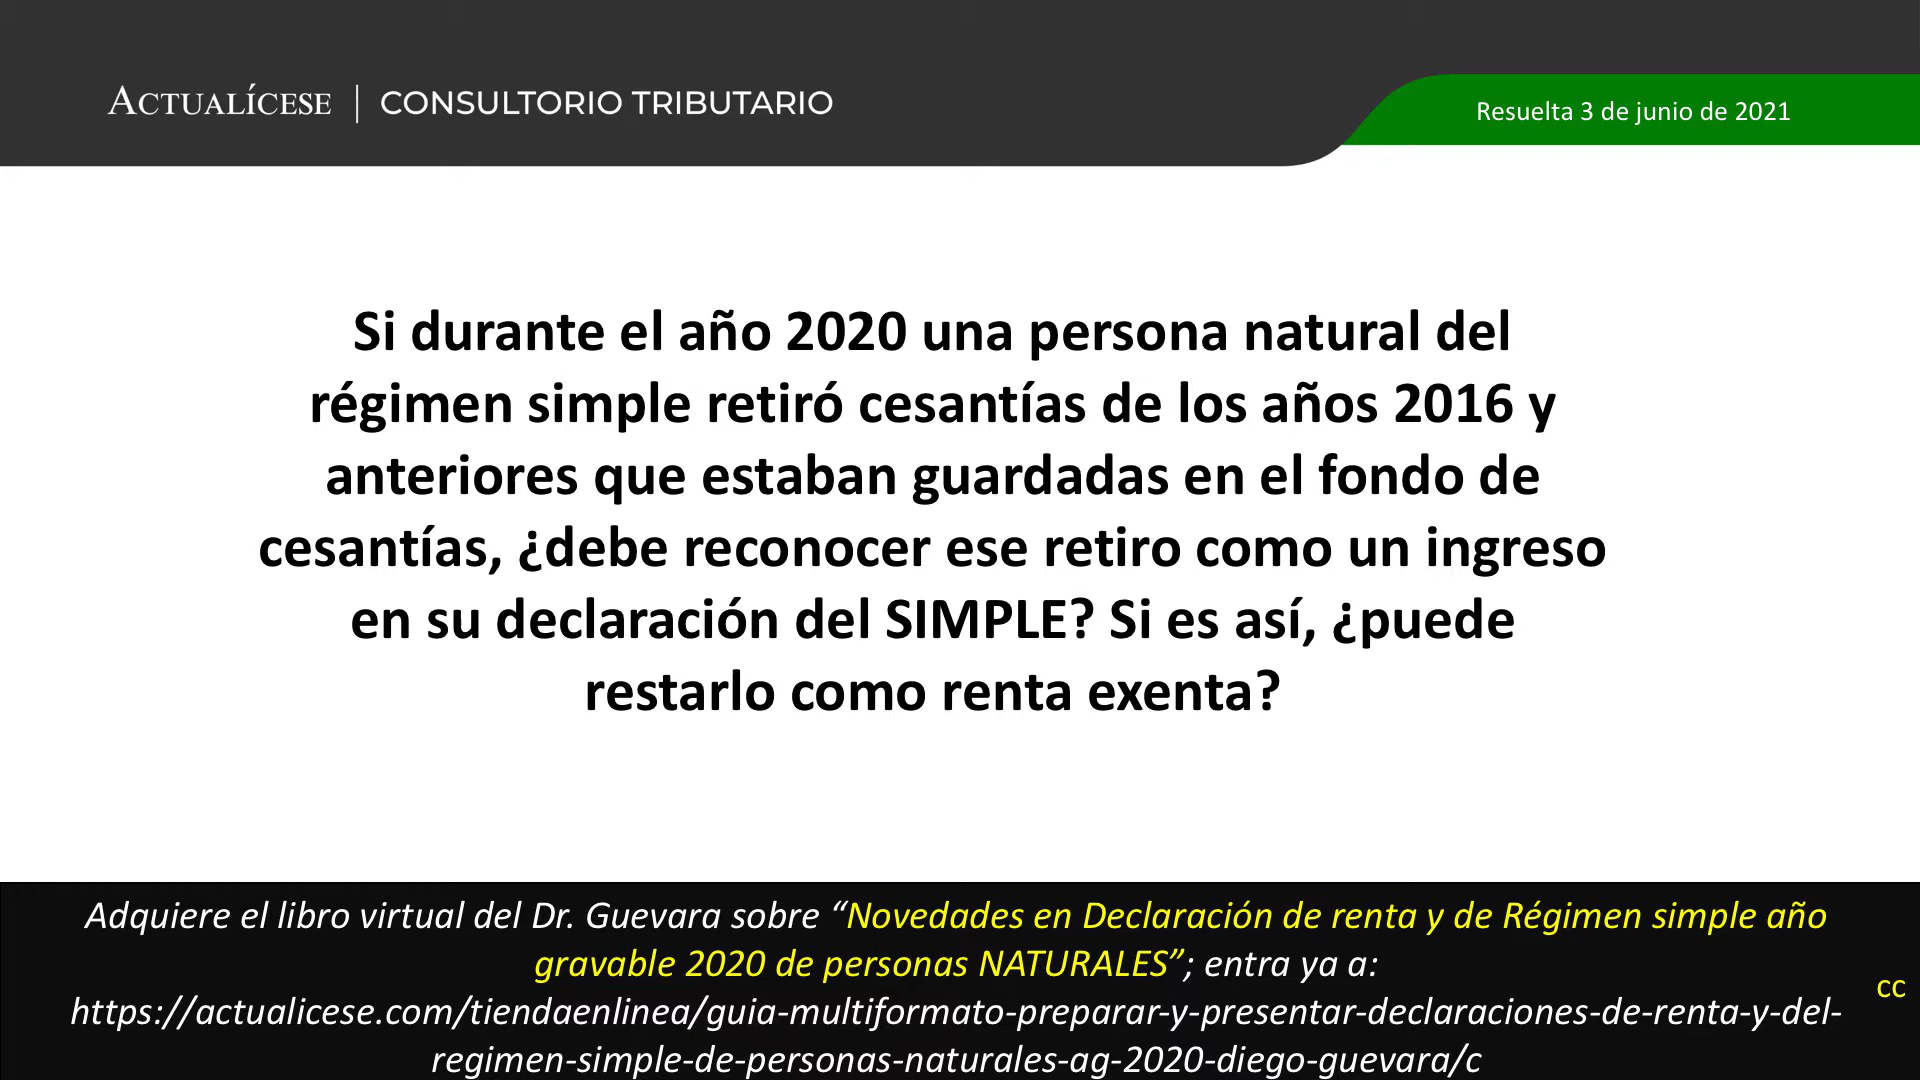 ACTUALÍCESE | CONSULTORIO TRIBUTARIO
Resuelta 3 de junio de 2021
Si durante el año 2020 una persona natural del
régimen simple retiró cesantías de los años 2016 y
anteriores que estaban guardadas en el fondo de
cesantías, ¿debe reconocer ese retiro como un ingreso
en su declaración del SIMPLE? Si es así, ¿puede
restarlo como renta exenta?
Adquiere el libro virtual del Dr. Guevara sobre “Novedades en Declaración de renta y de Régimen simple año
gravable 2020 de personas NATURALES”; entra ya a:
https://actualicese.com/tiendaenlinea/guia-multiformato-preparar-y-presentar-declaraciones-de-renta-y-del-
regimen-simple-de-personas-naturales-ag-2020-diego-guevara/c
cc